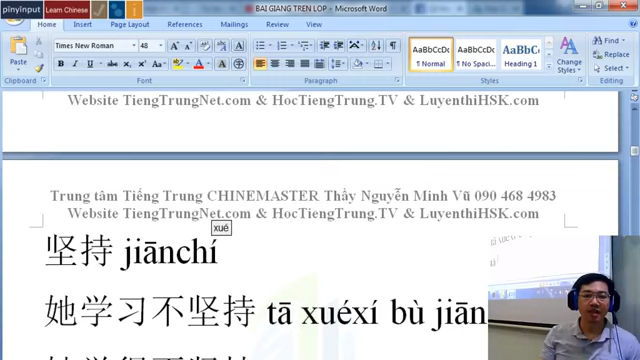 pinyinput Learn Chinese
BAI GIANG TREN LOP - Microsoft Word
Home Insert Page Layout References Mailings Review View
Paste Times New Roman 48 AaBbCcDc AaBbCcDc AaBbCc Change Styles Find Replace Select
¶ Normal ¶ No Spaci... Heading 1
Clipboard Font Paragraph Styles Editing
Website TiengTrungNet.com & HocTiengTrung.TV & LuyenthiHSK.com
Trung tâm Tiếng Trung CHINEMASTER Thầy Nguyễn Minh Vũ 090 468 4983
Website TiengTrungNet.com & HocTiengTrung.TV & LuyenthiHSK.com
xué
坚持 jiānchí
她学习不坚持 tā xuéxí bù jiān